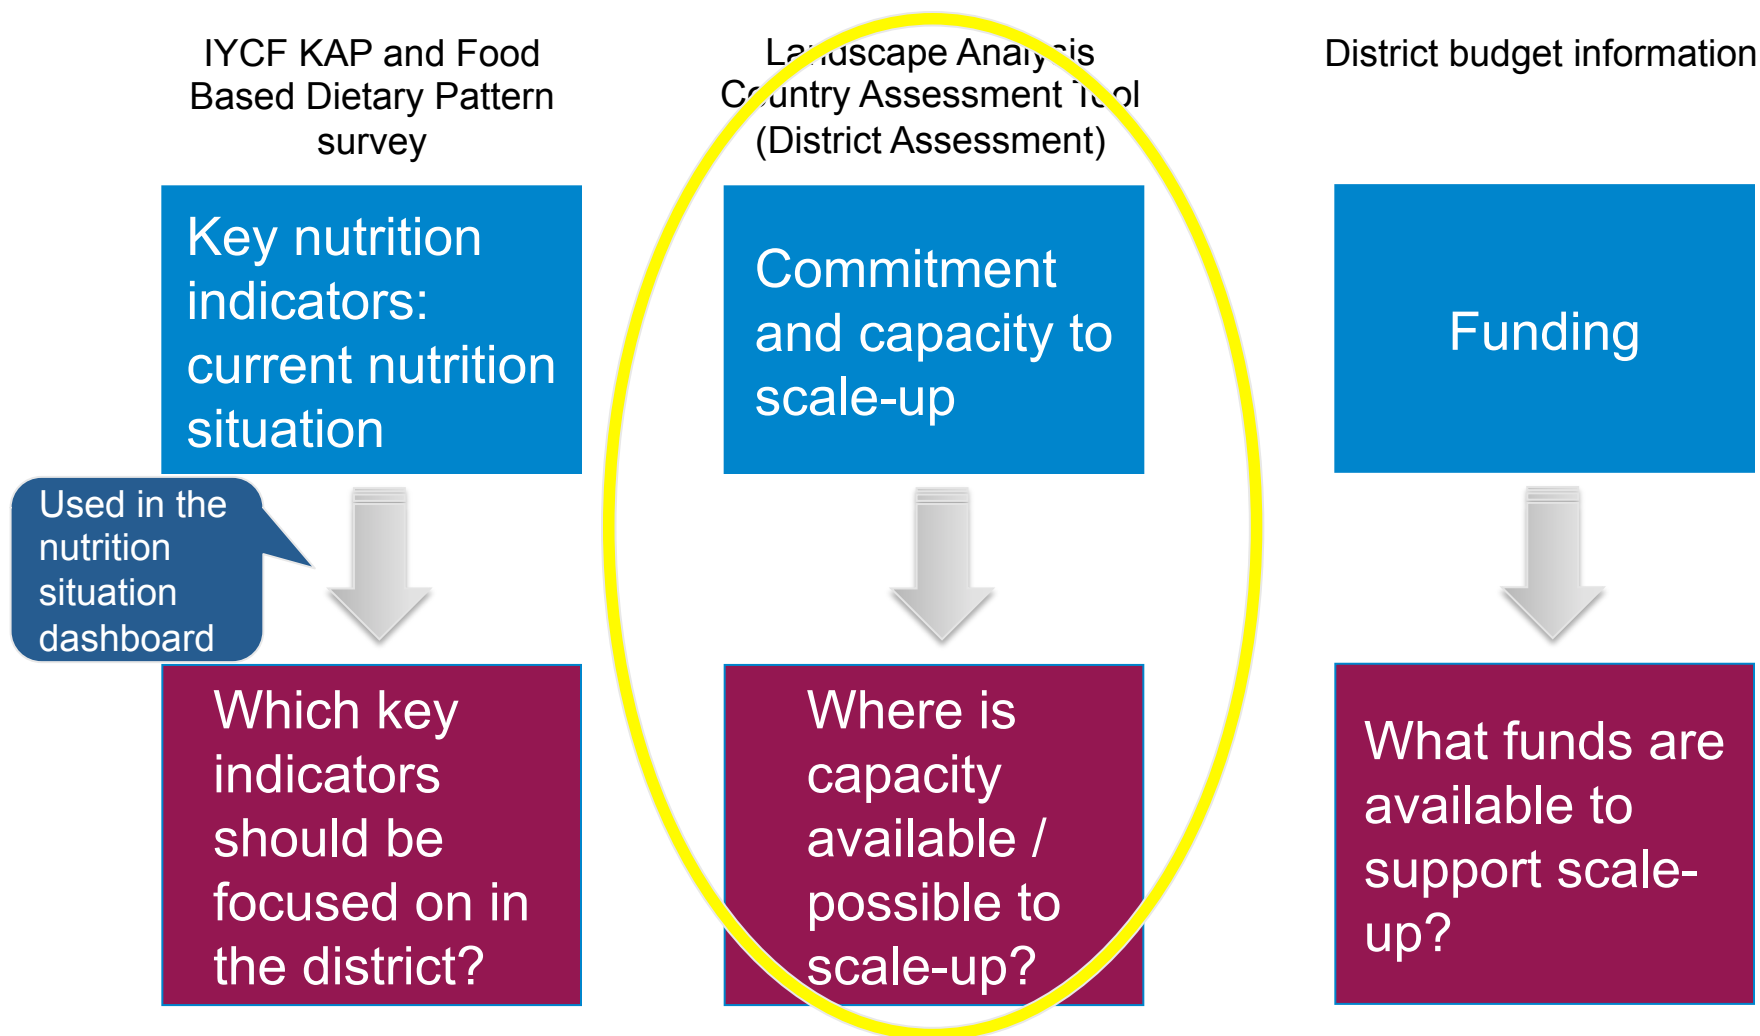 IYCF KAP and Food
Based Dietary Pattern
survey
Landscape Analysis
Country Assessment Tool
(District Assessment)
District budget information
Key nutrition
indicators:
current nutrition
situation
Commitment
and capacity to
scale-up
Funding
Used in the
nutrition
situation
dashboard
Which key
indicators
should be
focused on in
the district?
Where is
capacity
available /
possible to
scale-up?
What funds are
available to
support scale-
up?